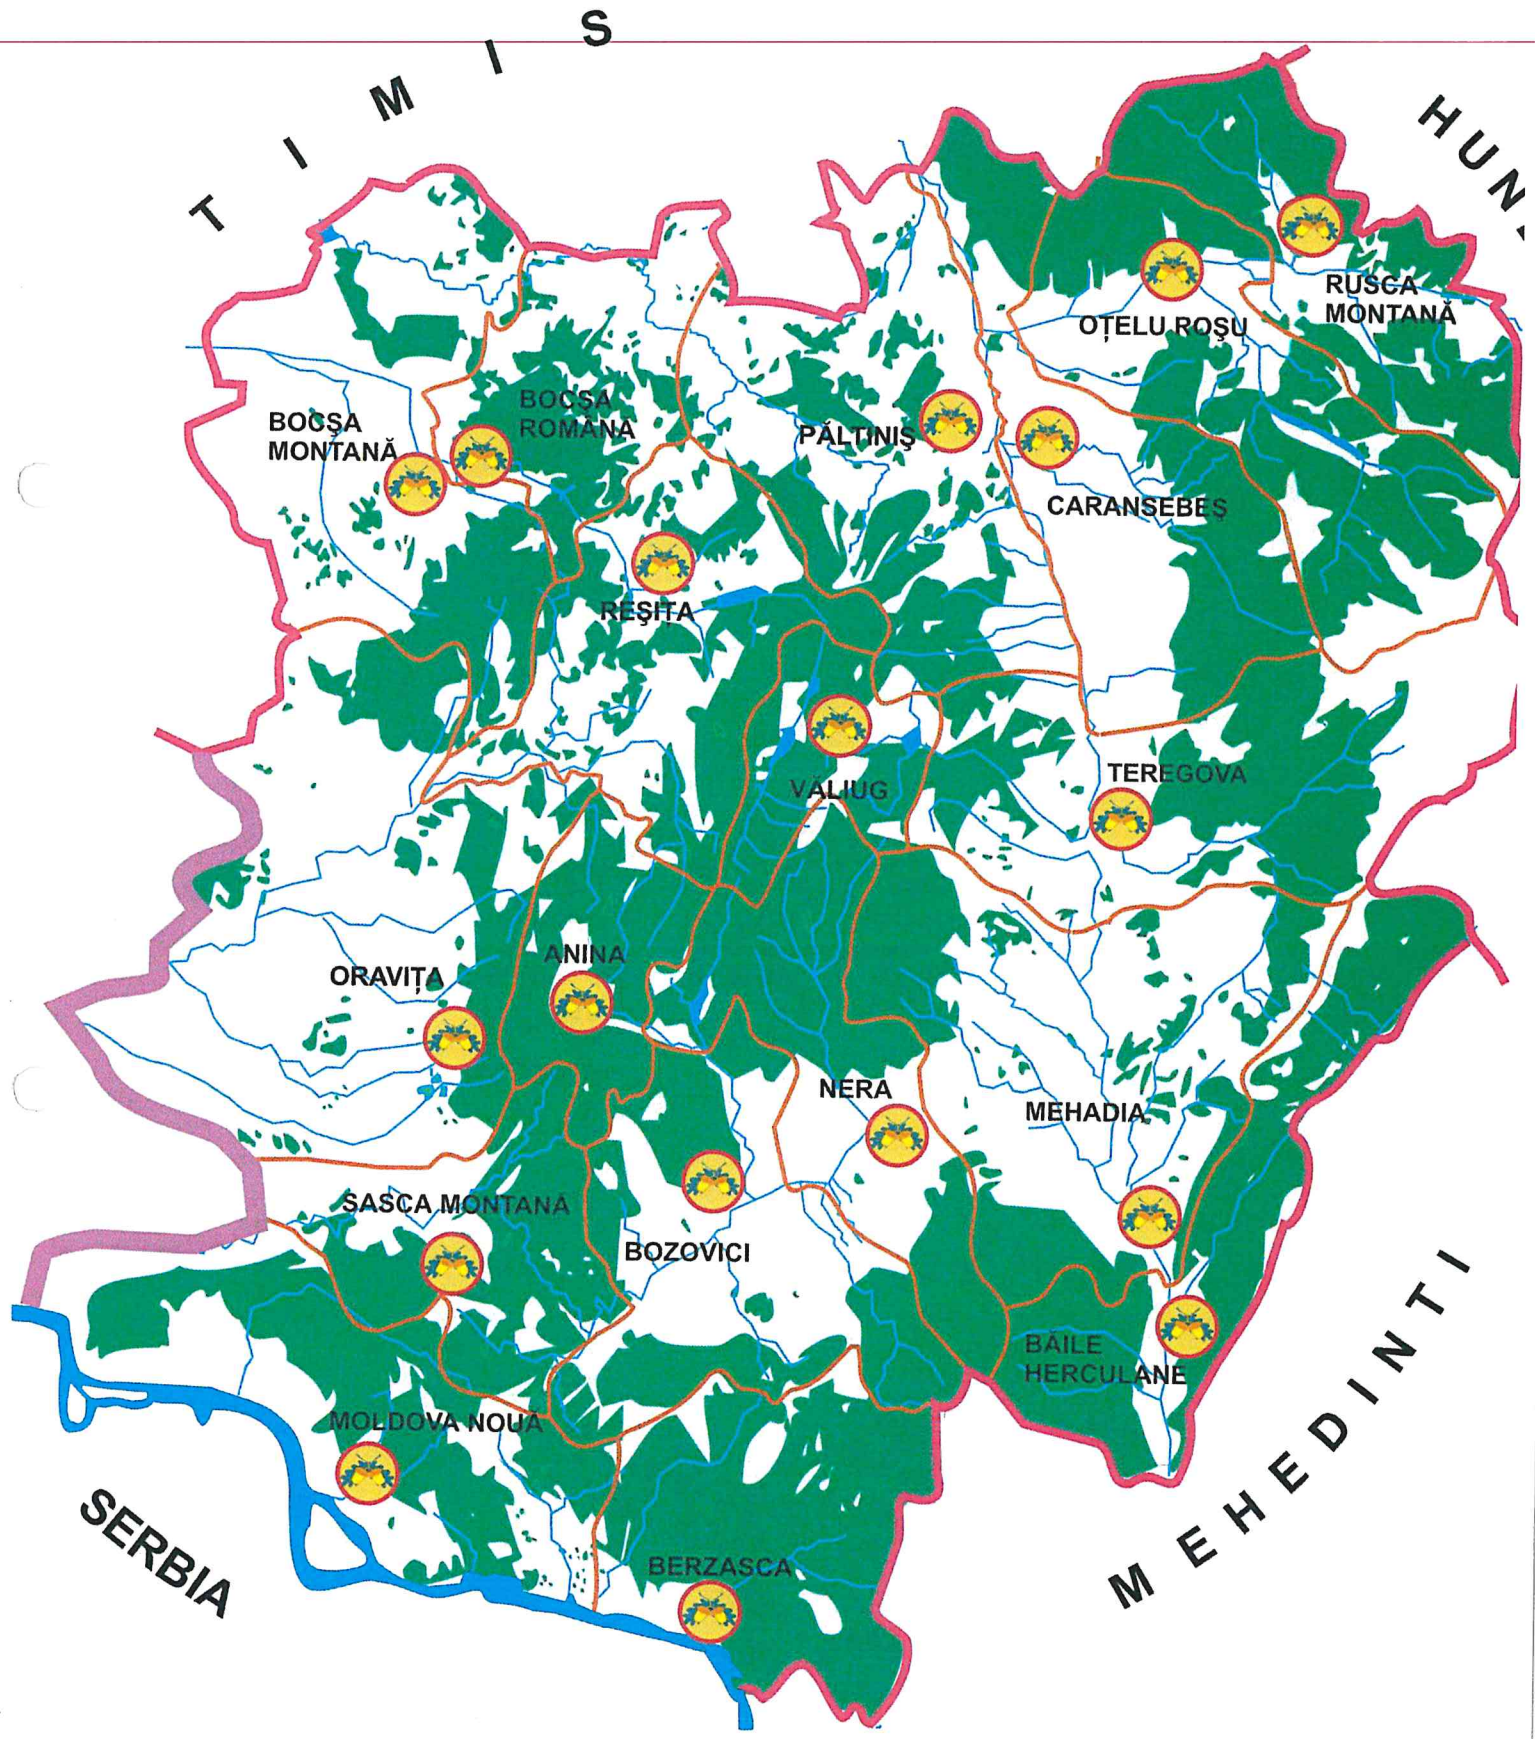 TIMIS
HUN
RUSCA
MONTANĂ
OȚELU ROȘU
BOCȘA
ROMÂNĂ
BOCȘA
MONTANĂ
PĂLTINIȘ
CARANSEBEȘ
REȘIȚA
TEREGOVA
VĂLIUG
ANINA
ORAVIȚA
NERA
MEHADIA
SASCA MONTANĂ
BOZOVICI
BĂILE
HERCULANE
MOLDOVA NOUĂ
BERZASCA
SERBIA
MEHEDINTI